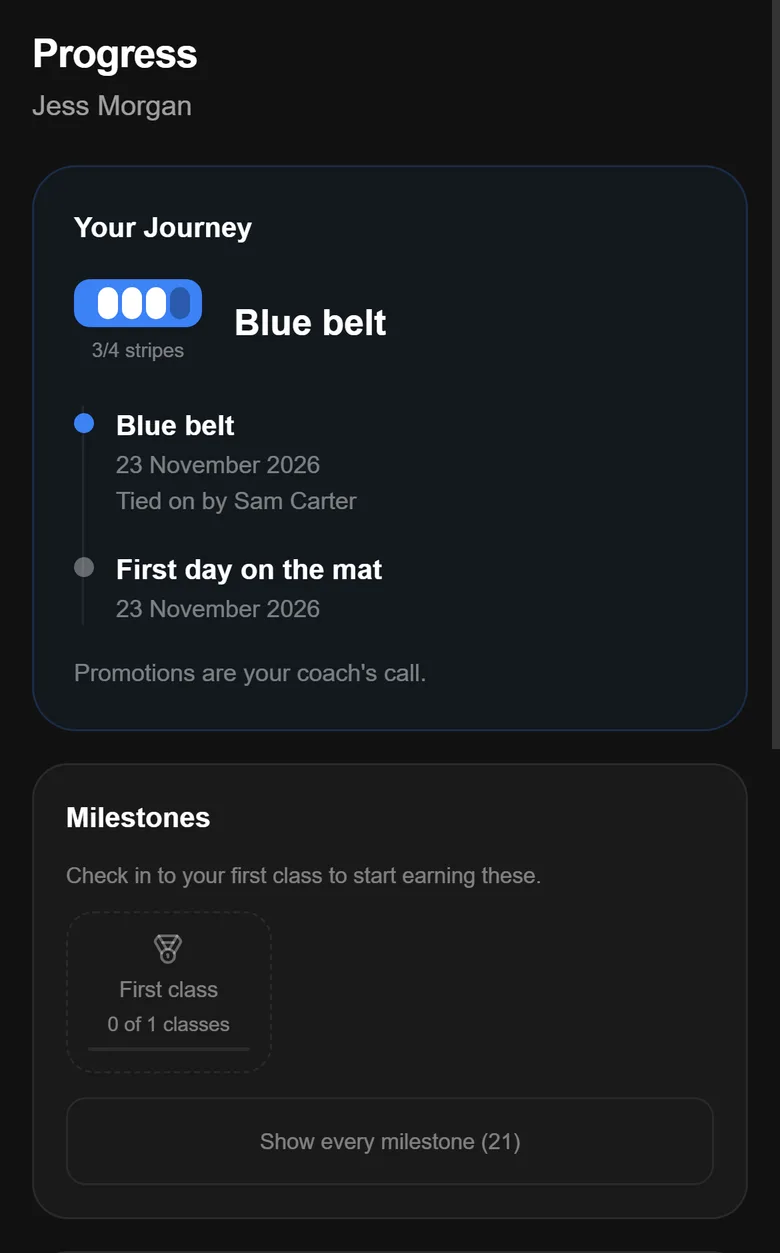 Progress
Jess Morgan
Your Journey
Blue belt
3/4 stripes
Blue belt
23 November 2026
Tied on by Sam Carter
First day on the mat
23 November 2026
Promotions are your coach's call.
Milestones
Check in to your first class to start earning these.
First class
0 of 1 classes
Show every milestone (21)